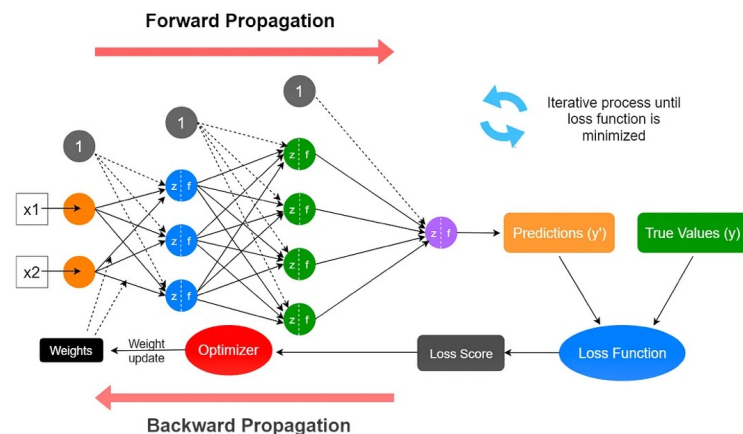 Forward Propagation
1
1
1
Iterative process until
loss function is
minimized
z f
z f
x1
z f
z f
z f
Predictions (y')
True Values (y)
x2
z f
z f
z f
Weights
Weight
update
Optimizer
Loss Score
Loss Function
Backward Propagation